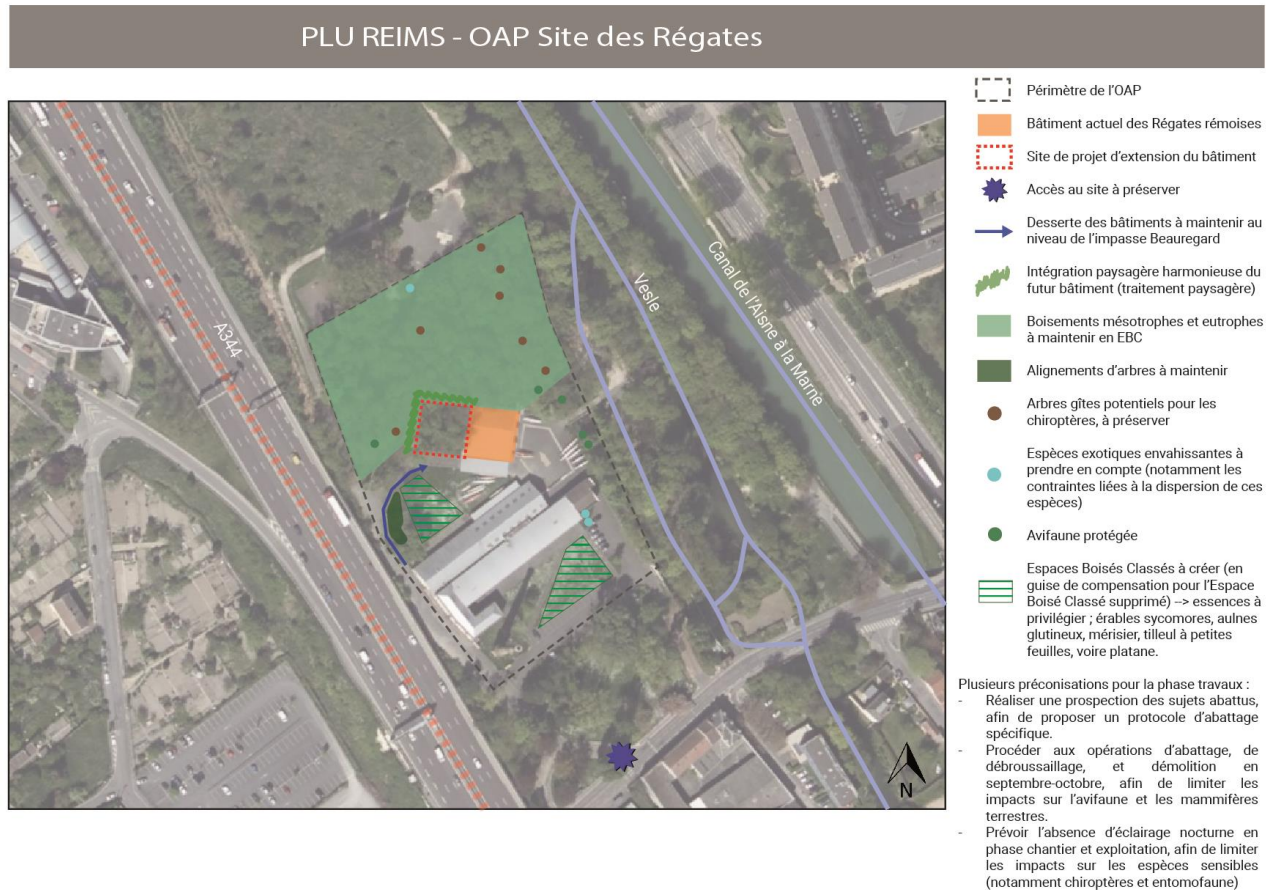 PLU REIMS - OAP Site des Régates
A344
Vesle
Canal de l'Aisne à la Marne
N
Périmètre de l'OAP
Bâtiment actuel des Régates rémoises
Site de projet d'extension du bâtiment
Accès au site à préserver
Desserte des bâtiments à maintenir au
niveau de l'impasse Beauregard
Intégration paysagère harmonieuse du
futur bâtiment (traitement paysagère)
Boisements mésotrophes et eutrophes
à maintenir en EBC
Alignements d'arbres à maintenir
Arbres gîtes potentiels pour les
chiroptères, à préserver
Espèces exotiques envahissantes à
prendre en compte (notamment les
contraintes liées à la dispersion de ces
espèces)
Avifaune protégée
Espaces Boisés Classés à créer (en
guise de compensation pour l'Espace
Boisé Classé supprimé) --> essences à
privilégier ; érables sycomores, aulnes
glutineux, mérisier, tilleul à petites
feuilles, voire platane.
Plusieurs préconisations pour la phase travaux :
- Réaliser une prospection des sujets abattus,
afin de proposer un protocole d'abattage
spécifique.
- Procéder aux opérations d'abattage, de
débroussaillage, et démolition en
septembre-octobre, afin de limiter les
impacts sur l'avifaune et les mammifères
terrestres.
- Prévoir l'absence d'éclairage nocturne en
phase chantier et exploitation, afin de limiter
les impacts sur les espèces sensibles
(notamment chiroptères et entomofaune)